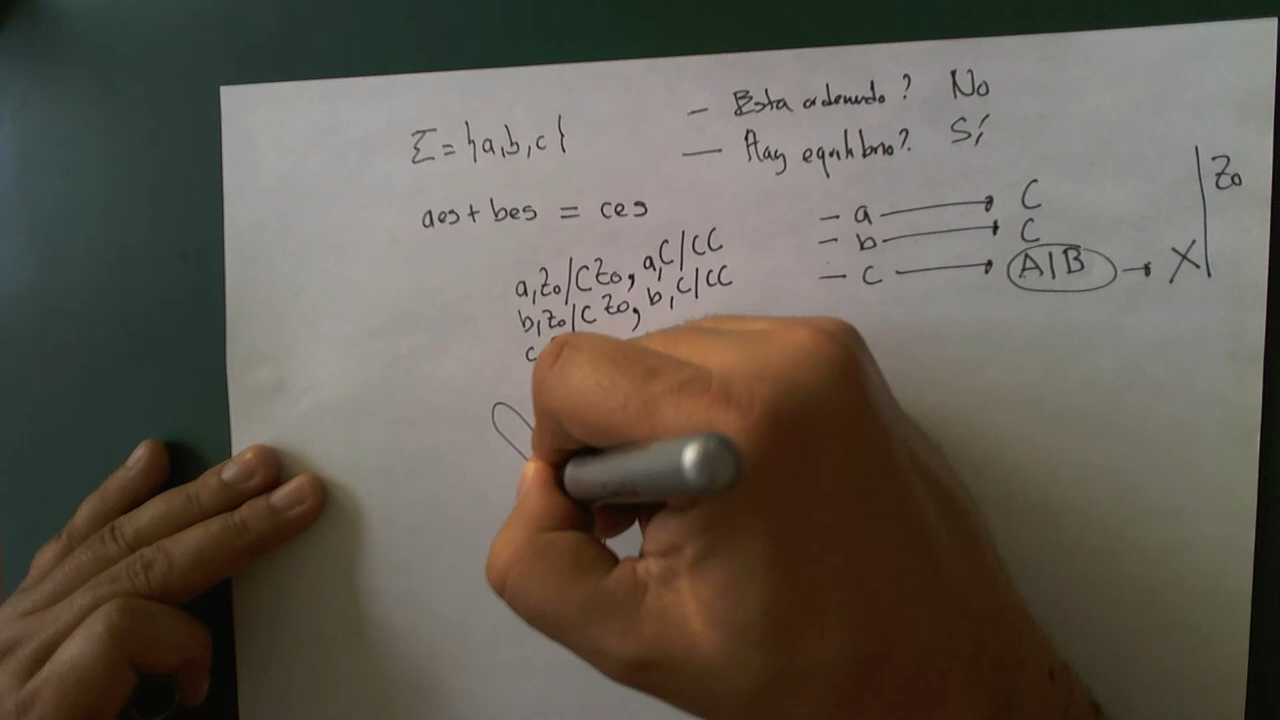 Σ = {a,b,c}
- Esta ordenado? No
— Hay equilibrio? Sí
aes + bes = ces
- a → C
- b → C
- c → A/B → X
Z₀
a,Z₀/CZ₀, a,C/CC
b,Z₀/CZ₀, b,C/CC
c